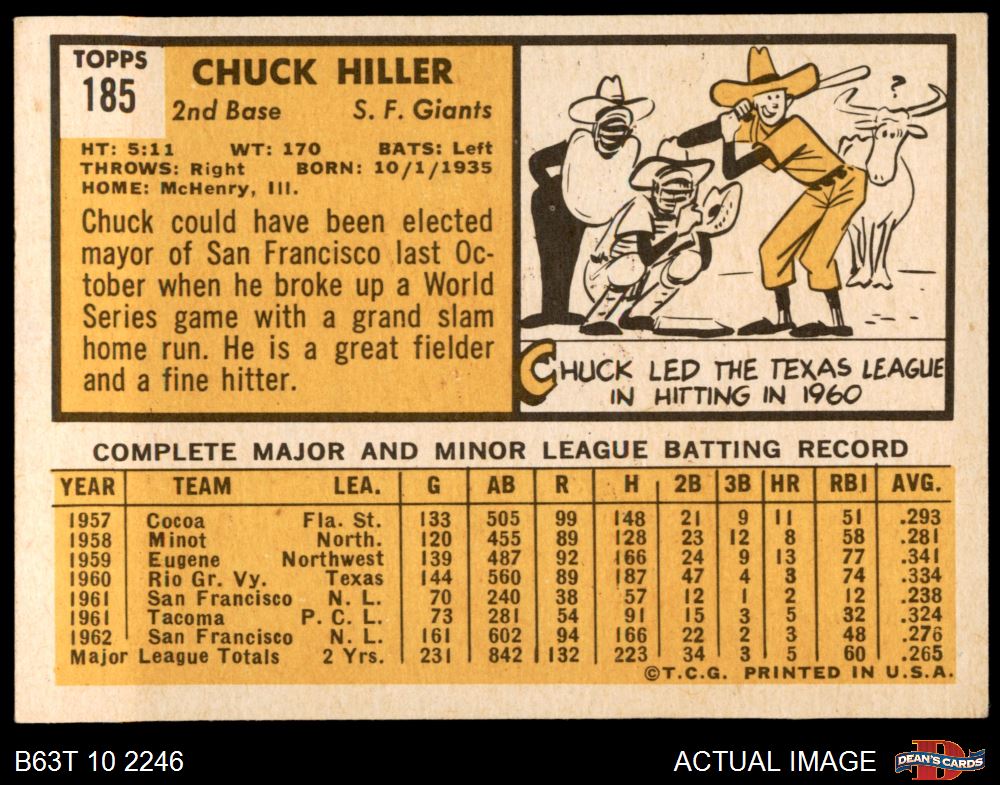 TOPPS
185
CHUCK HILLER
2nd Base S. F. Giants
HT: 5:11 WT: 170 BATS: Left
THROWS: Right BORN: 10/1/1935
HOME: McHenry, Ill.
Chuck could have been elected
mayor of San Francisco last Oc-
tober when he broke up a World
Series game with a grand slam
home run. He is a great fielder
and a fine hitter.
?
CHUCK LED THE TEXAS LEAGUE
IN HITTING IN 1960
COMPLETE MAJOR AND MINOR LEAGUE BATTING RECORD
YEAR TEAM LEA. G AB R H 2B 3B HR RBI AVG.
1957 Cocoa Fla. St. 133 505 99 148 21 9 11 51 .293
1958 Minot North. 120 455 89 128 23 12 8 58 .281
1959 Eugene Northwest 139 487 92 166 24 9 13 77 .341
1960 Rio Gr. Vy. Texas 144 560 89 187 47 4 3 74 .334
1961 San Francisco N. L. 70 240 38 57 12 1 2 12 .238
1961 Tacoma P. C. L. 73 281 54 91 15 3 5 32 .324
1962 San Francisco N. L. 161 602 94 166 22 2 3 48 .276
Major League Totals 2 Yrs. 231 842 132 223 34 3 5 60 .265
©T.C.G. PRINTED IN U.S.A.
B63T 10 2246 ACTUAL IMAGE
D
DEAN'S CARDS